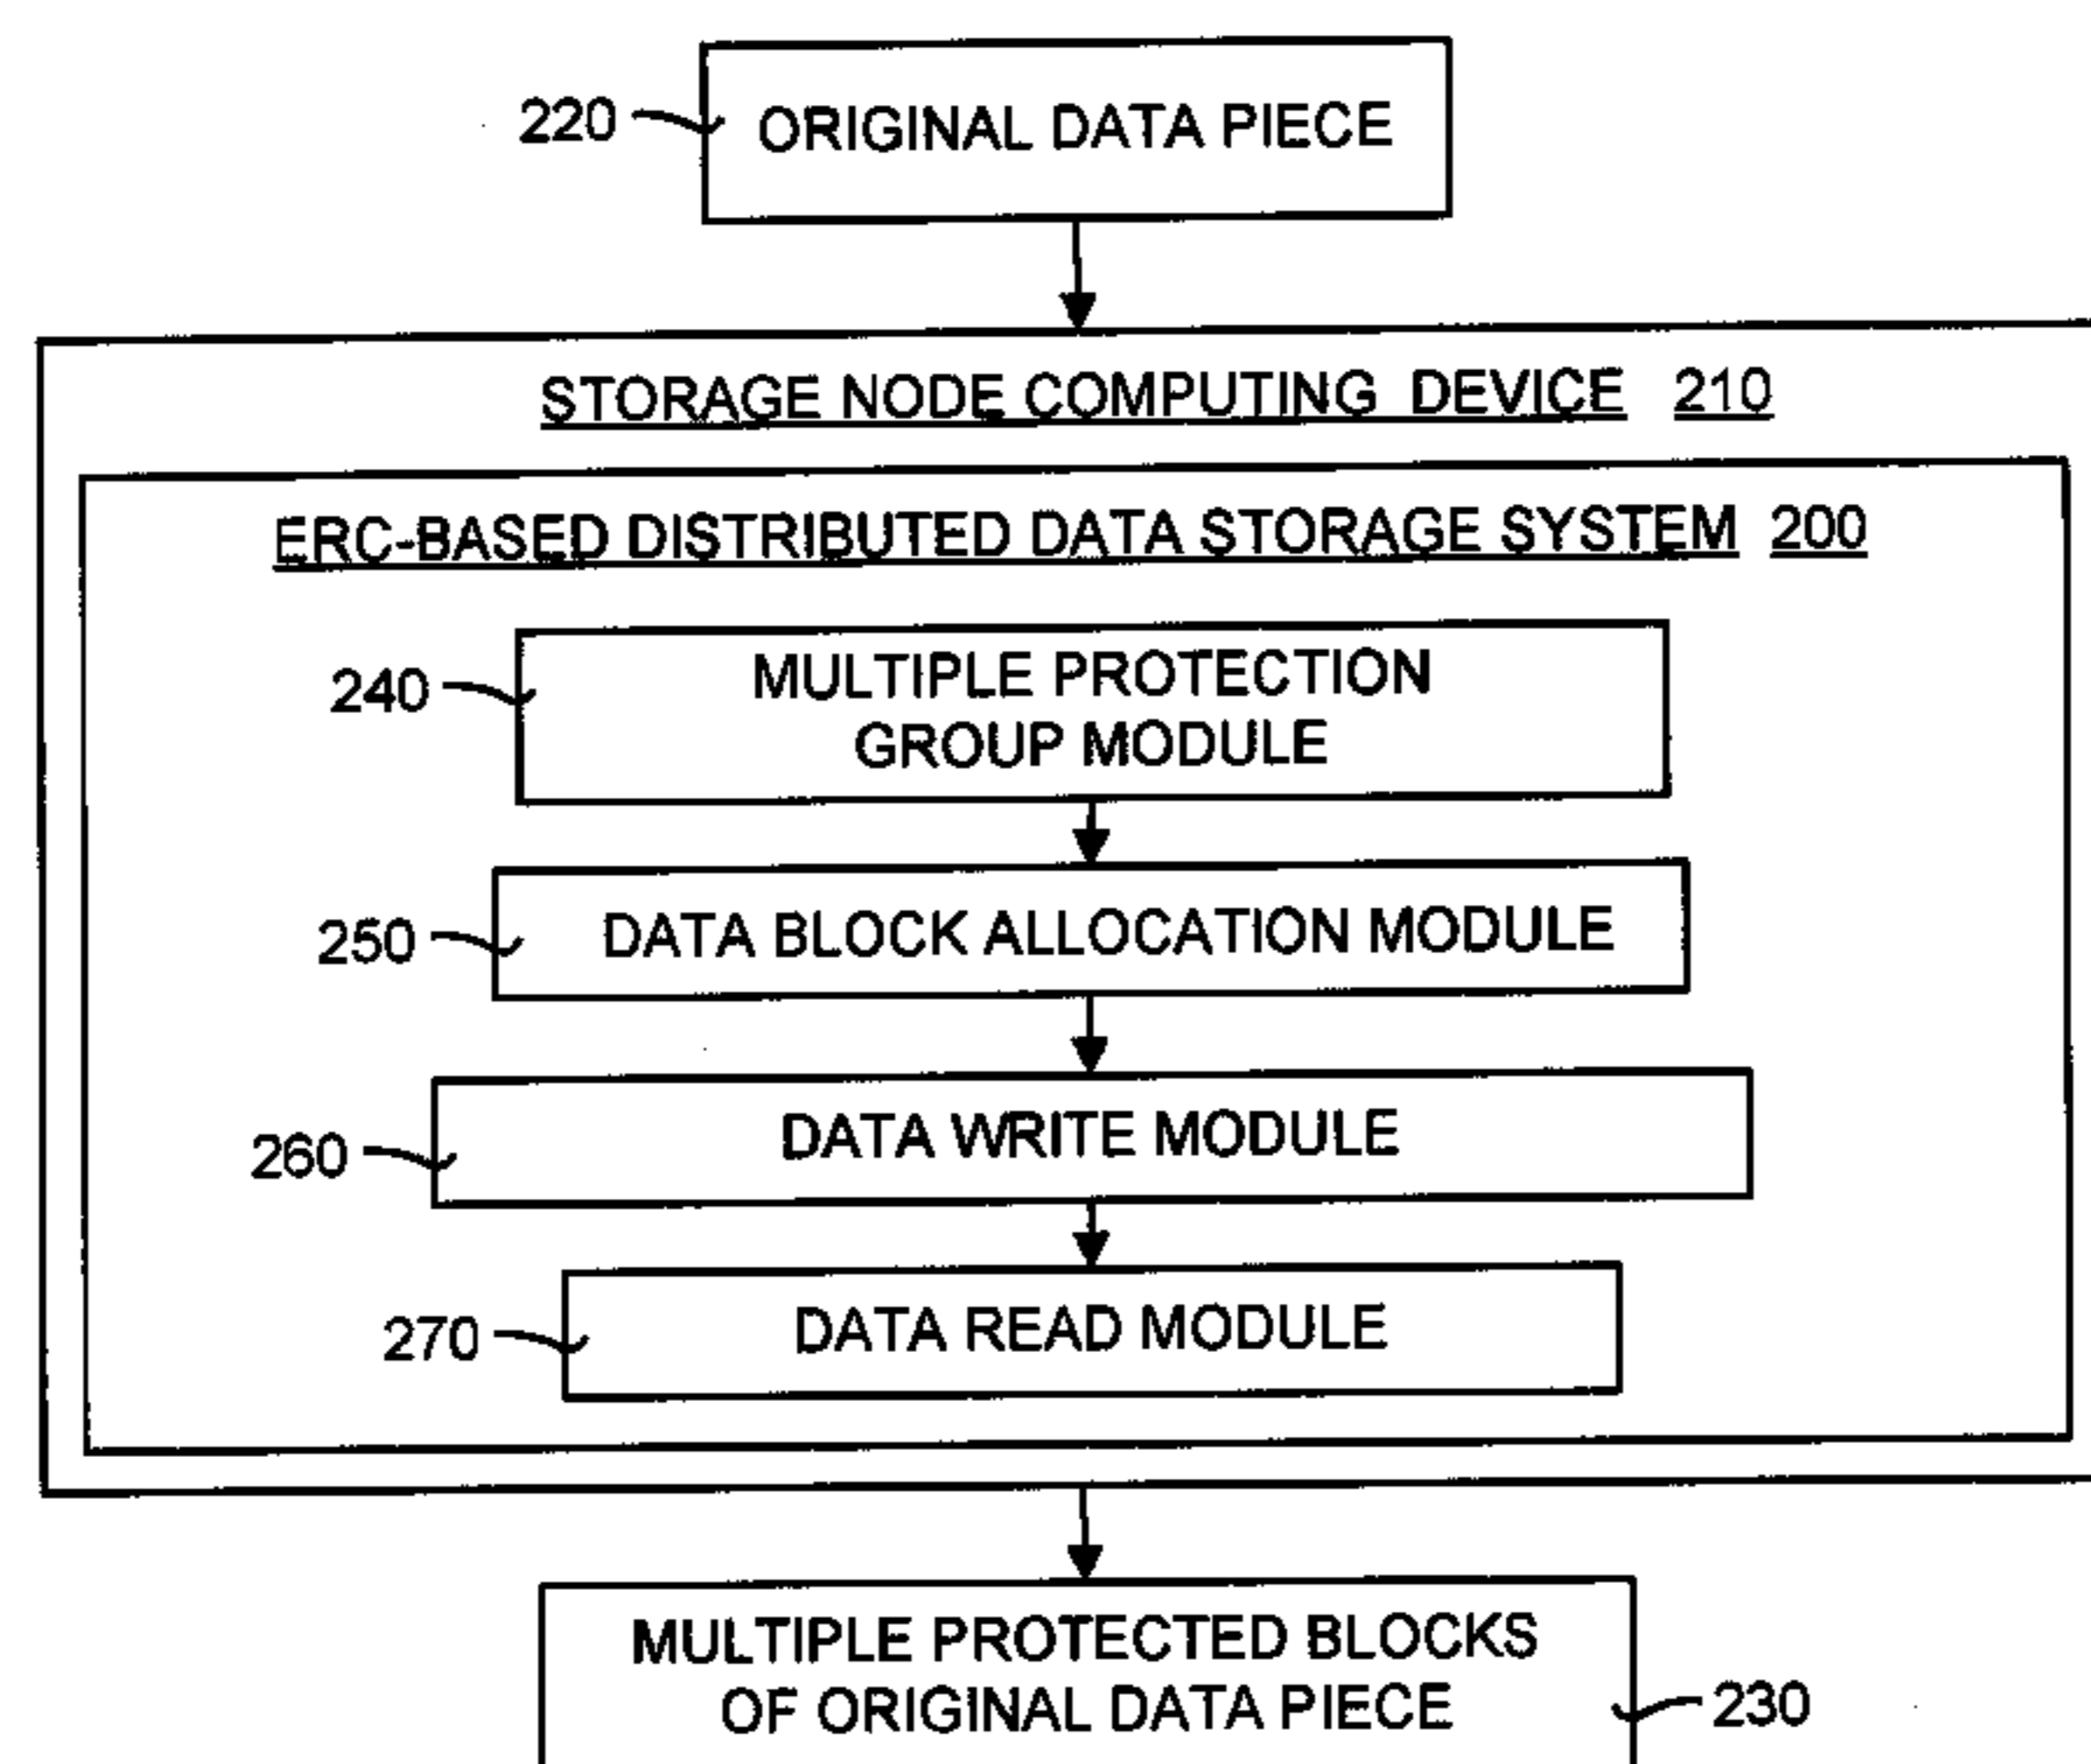 220 ORIGINAL DATA PIECE
STORAGE NODE COMPUTING DEVICE 210
ERC-BASED DISTRIBUTED DATA STORAGE SYSTEM 200
240 MULTIPLE PROTECTION
GROUP MODULE
250 DATA BLOCK ALLOCATION MODULE
260 DATA WRITE MODULE
270 DATA READ MODULE
MULTIPLE PROTECTED BLOCKS
OF ORIGINAL DATA PIECE 230